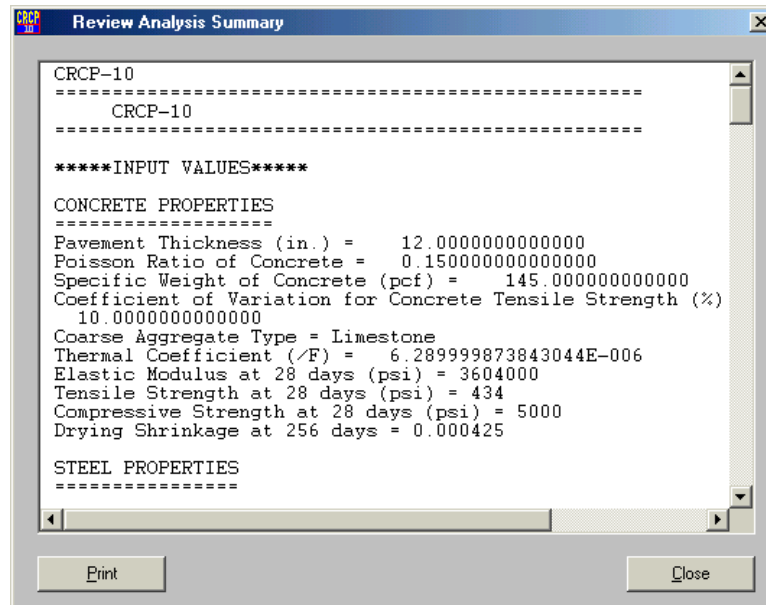 CRCP 10
Review Analysis Summary
CRCP-10
===================================================
CRCP-10
===================================================
*****INPUT VALUES*****
CONCRETE PROPERTIES
===================
Pavement Thickness (in.) = 12.0000000000000
Poisson Ratio of Concrete = 0.150000000000000
Specific Weight of Concrete (pcf) = 145.000000000000
Coefficient of Variation for Concrete Tensile Strength (%)
10.0000000000000
Coarse Aggregate Type = Limestone
Thermal Coefficient (/F) = 6.289999873843044E-006
Elastic Modulus at 28 days (psi) = 3604000
Tensile Strength at 28 days (psi) = 434
Compressive Strength at 28 days (psi) = 5000
Drying Shrinkage at 256 days = 0.000425
STEEL PROPERTIES
================
Print
Close